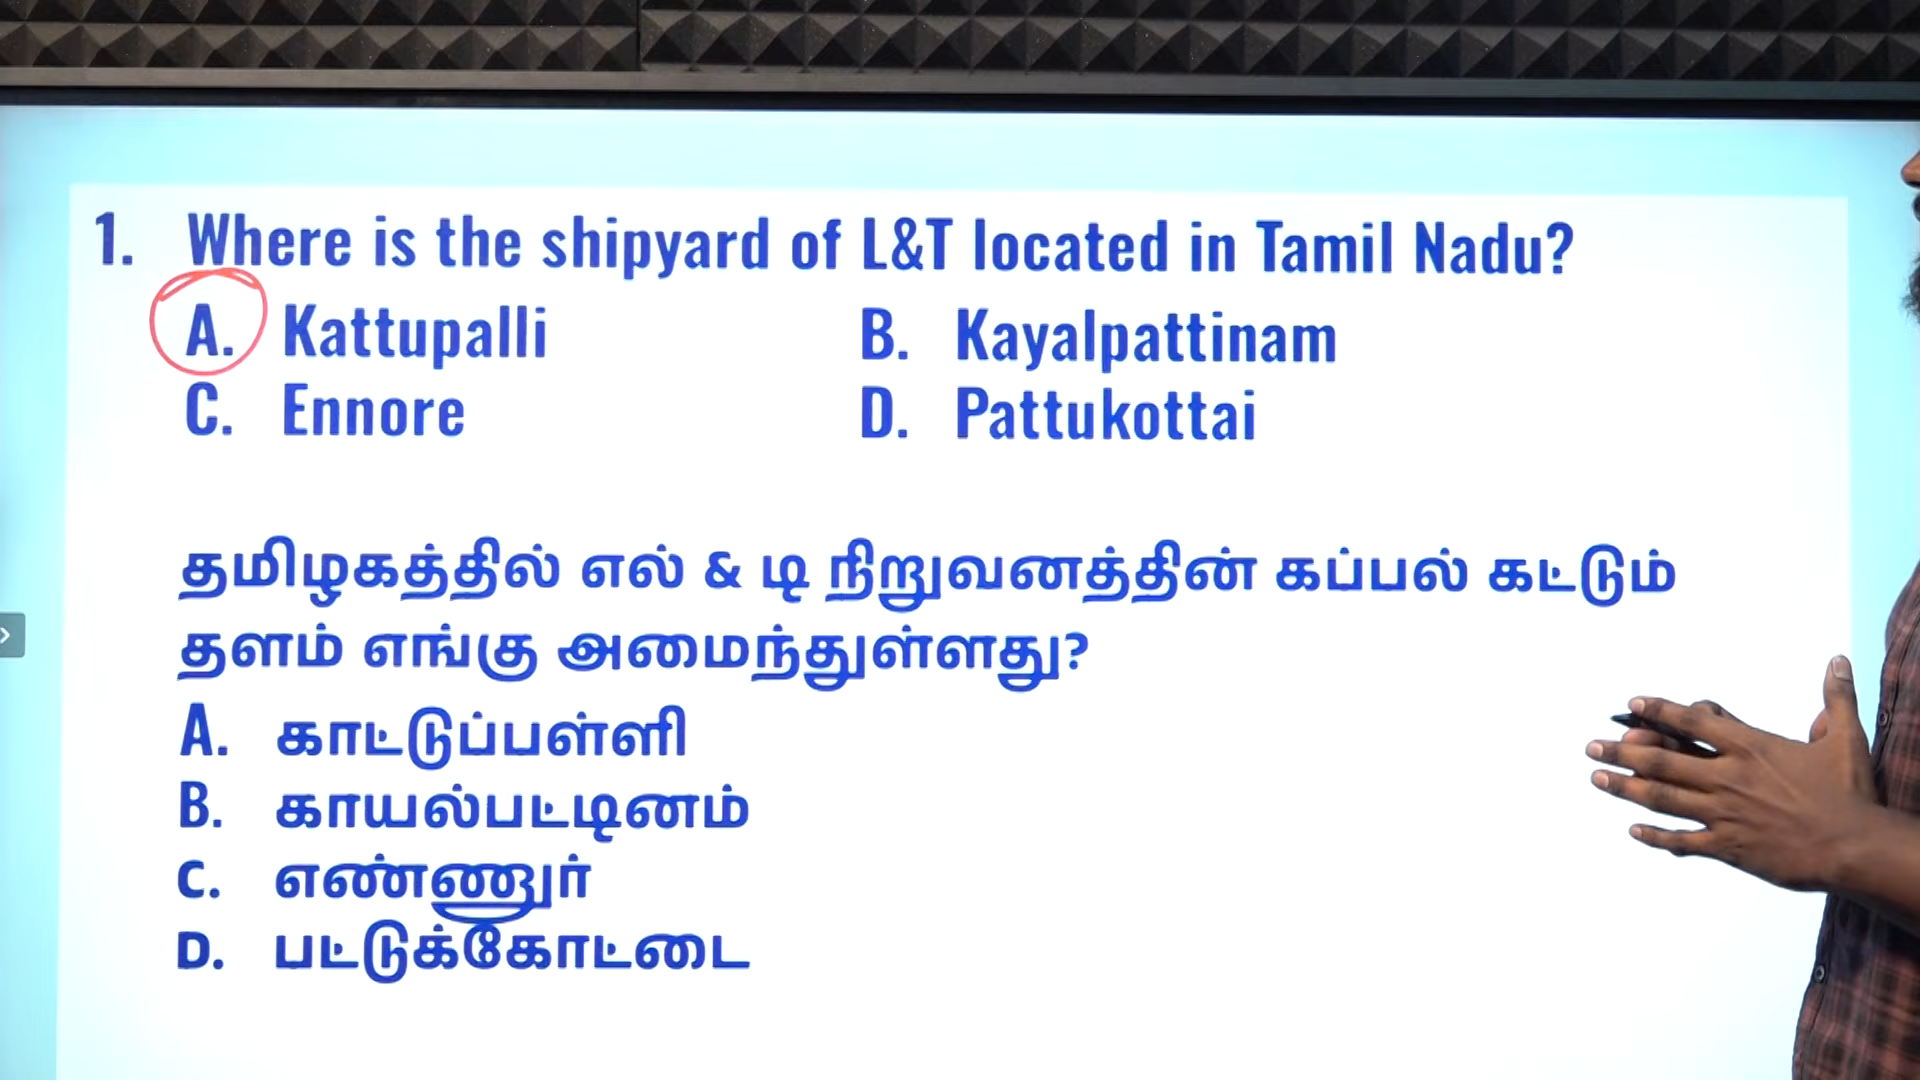 1. Where is the shipyard of L&T located in Tamil Nadu?
A. Kattupalli B. Kayalpattinam
C. Ennore D. Pattukottai
தமிழகத்தில் எல் & டி நிறுவனத்தின் கப்பல் கட்டும்
தளம் எங்கு அமைந்துள்ளது?
A. காட்டுப்பள்ளி
B. காயல்பட்டினம்
C. எண்ணூர்
D. பட்டுக்கோட்டை